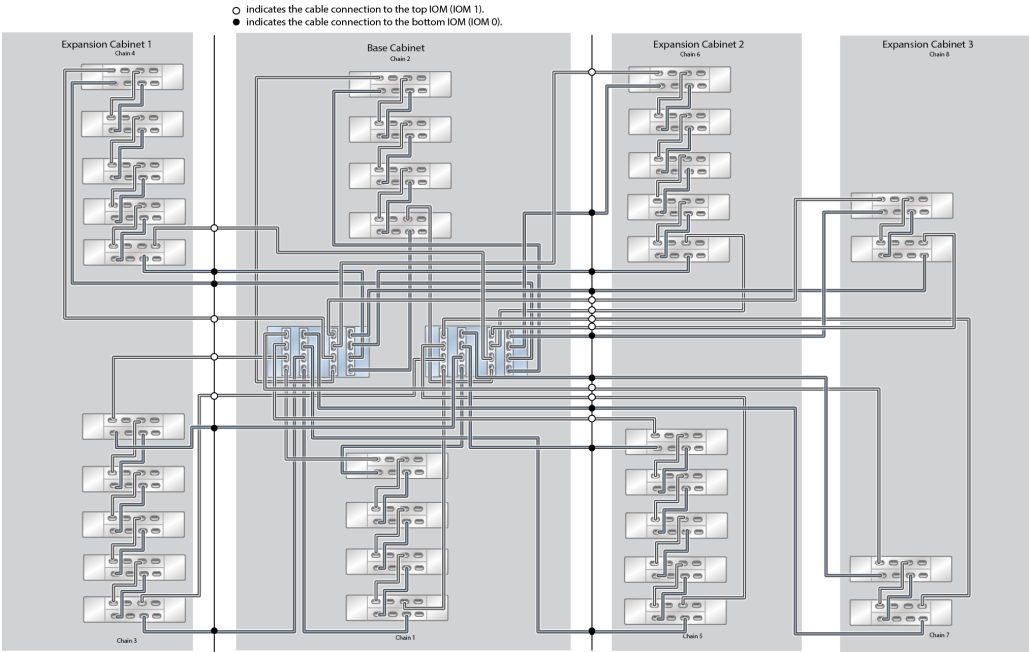 indicates the cable connection to the top IOM (IOM 1).
indicates the cable connection to the bottom IOM (IOM 0).
Expansion Cabinet 1
Chain 4
Base Cabinet
Chain 2
Expansion Cabinet 2
Chain 6
Expansion Cabinet 3
Chain 8
Chain 3
Chain 1
Chain 5
Chain 7